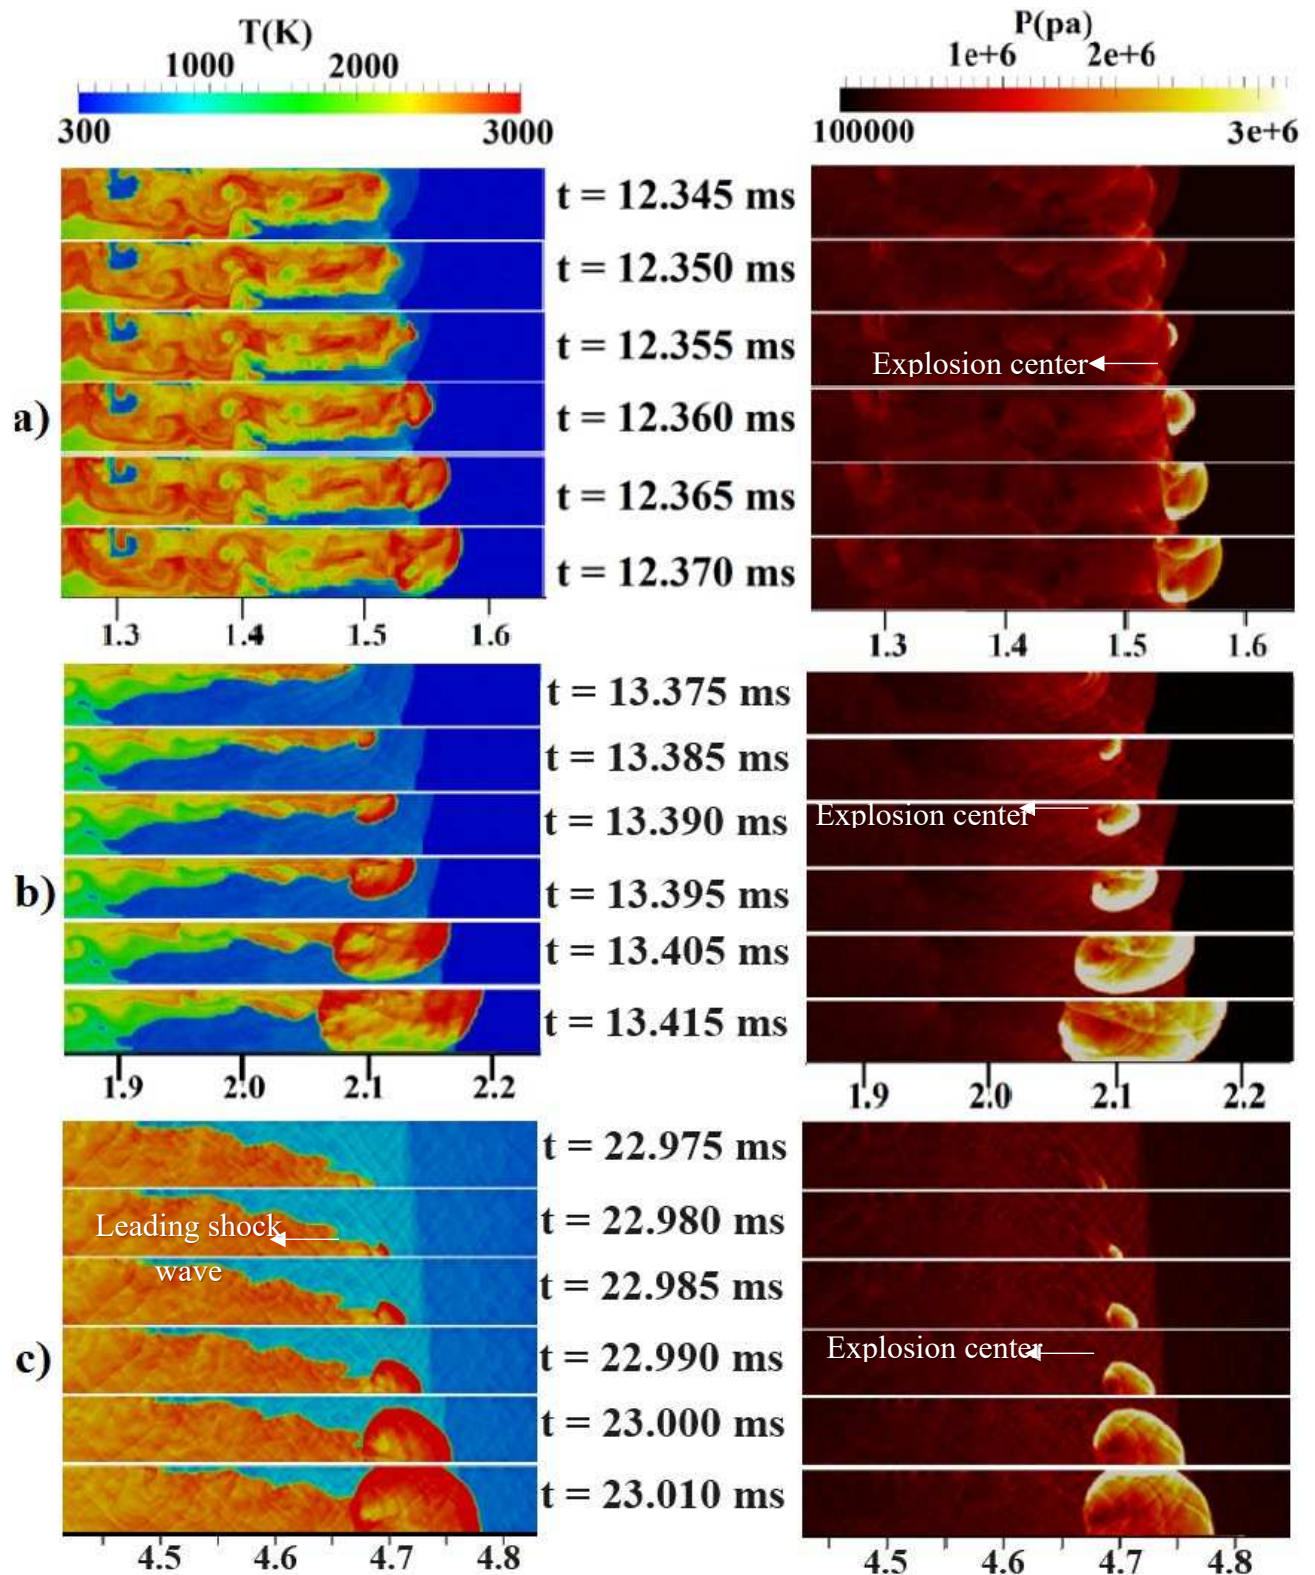 T(K)
1000 2000
300 3000
P(pa)
1e+6 2e+6
100000 3e+6
a)
t = 12.345 ms
t = 12.350 ms
t = 12.355 ms
t = 12.360 ms
t = 12.365 ms
t = 12.370 ms
Explosion center
1.3 1.4 1.5 1.6
1.3 1.4 1.5 1.6
b)
t = 13.375 ms
t = 13.385 ms
t = 13.390 ms
t = 13.395 ms
t = 13.405 ms
t = 13.415 ms
Explosion center
1.9 2.0 2.1 2.2
1.9 2.0 2.1 2.2
c)
Leading shock
wave
t = 22.975 ms
t = 22.980 ms
t = 22.985 ms
t = 22.990 ms
t = 23.000 ms
t = 23.010 ms
Explosion center
4.5 4.6 4.7 4.8
4.5 4.6 4.7 4.8